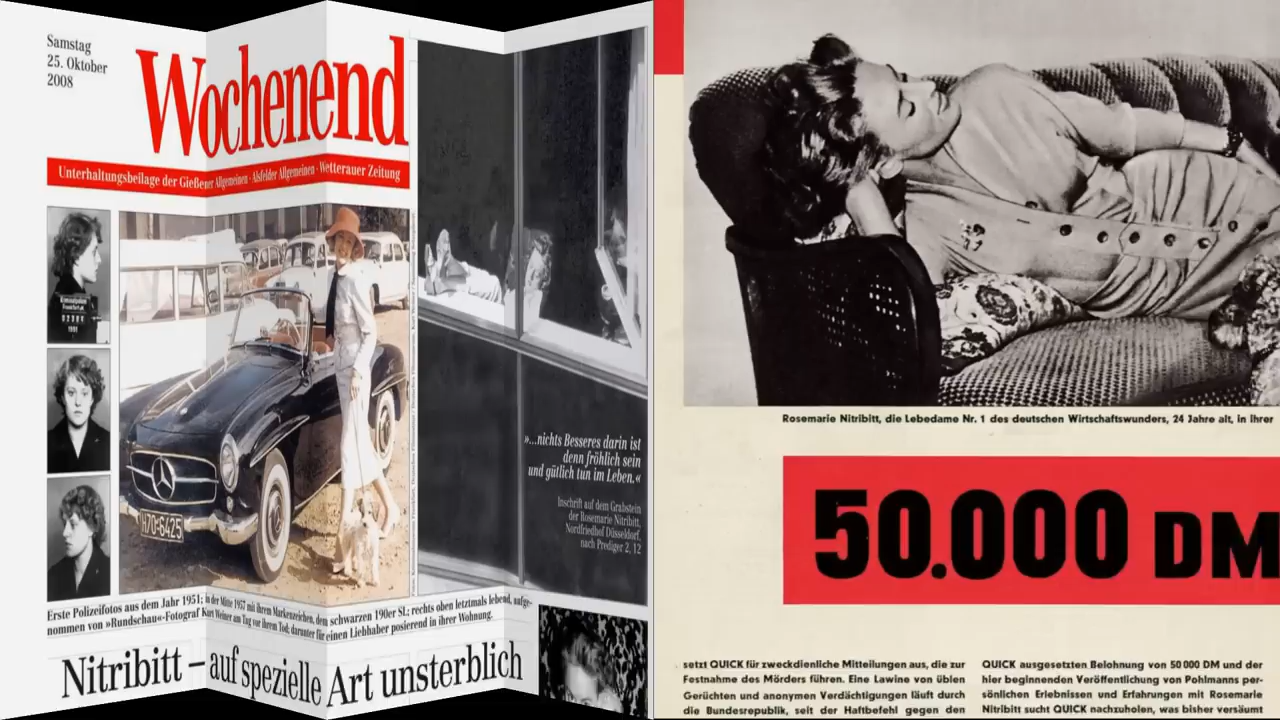 Samstag
25. Oktober
2008
Wochenend
Unterhaltungsbeilage der Gießener Allgemeinen · Alsfelder Allgemeinen · Wetterauer Zeitung
H70-6425
»...nichts Besseres darin ist
denn fröhlich sein
und gütlich tun im Leben.«
Inschrift auf dem Grabstein
der Rosemarie Nitribitt,
Nordfriedhof Düsseldorf,
nach Prediger 2, 12
Erste Polizeifotos aus dem Jahr 1951; in der Mitte 1957 mit ihrem Markenzeichen, dem schwarzen 190er SL; rechts oben letztmals lebend, aufge-
nommen von »Rundschau«-Fotograf Kurt Weiner am Tag vor ihrem Tod; darunter für einen Liebhaber posierend in ihrer Wohnung.
Nitribitt – auf spezielle Art unsterblich
Rosemarie Nitribitt, die Lebedame Nr. 1 des deutschen Wirtschaftswunders, 24 Jahre alt, in ihrer
50.000 DM
setzt QUICK für zweckdienliche Mitteilungen aus, die zur
Festnahme des Mörders führen. Eine Lawine von üblen
Gerüchten und anonymen Verdächtigungen läuft durch
die Bundesrepublik, seit der Haftbefehl gegen den
QUICK ausgesetzten Belohnung von 50 000 DM und der
hier beginnenden Veröffentlichung von Pohlmanns per-
sönlichen Erlebnissen und Erfahrungen mit Rosemarie
Nitribitt sucht QUICK nachzuholen, was bisher versäumt